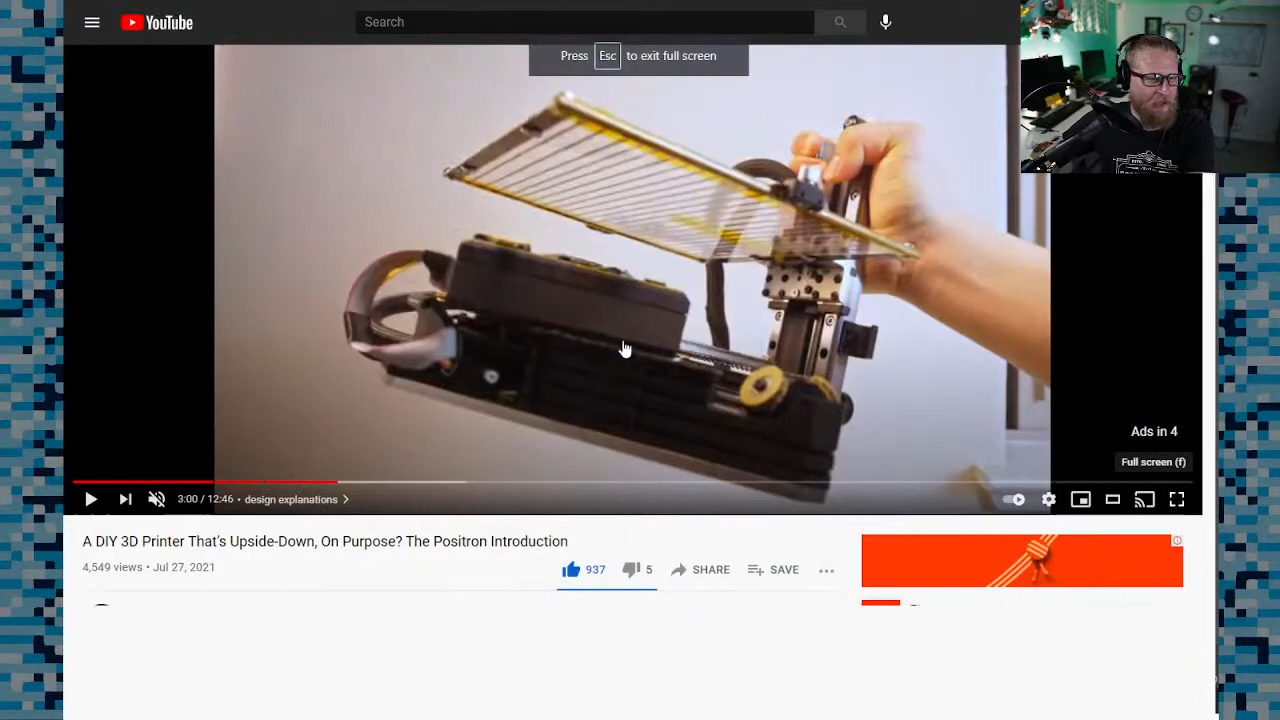 YouTube
Search
Press Esc to exit full screen
Ads in 4
Full screen (f)
3:00 / 12:46 • design explanations
A DIY 3D Printer That's Upside-Down, On Purpose? The Positron Introduction
4,549 views • Jul 27, 2021
937
5
SHARE
SAVE